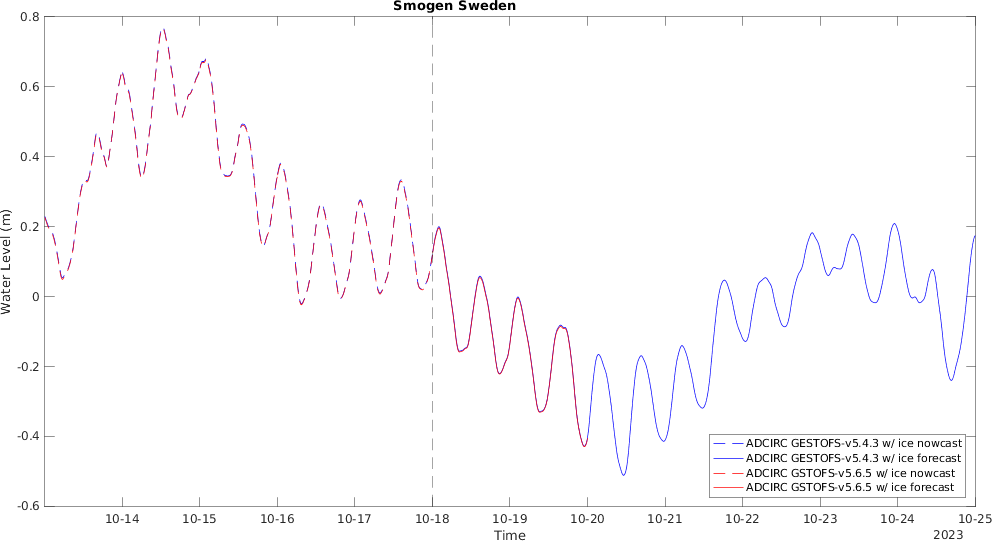 Smogen Sweden
0.8
0.6
0.4
0.2
0
-0.2
-0.4
-0.6
Water Level (m)
10-14 10-15 10-16 10-17 10-18 10-19 10-20 10-21 10-22 10-23 10-24 10-25
Time
2023
ADCIRC GESTOFS-v5.4.3 w/ ice nowcast
ADCIRC GESTOFS-v5.4.3 w/ ice forecast
ADCIRC GSTOFS-v5.6.5 w/ ice nowcast
ADCIRC GSTOFS-v5.6.5 w/ ice forecast